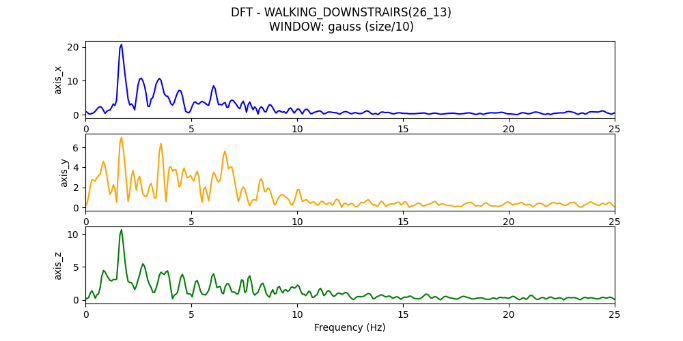 DFT - WALKING_DOWNSTAIRS(26_13)
WINDOW: gauss (size/10)
axis_x
20
10
0
0 5 10 15 20 25
axis_y
6
4
2
0
0 5 10 15 20 25
axis_z
10
5
0
0 5 10 15 20 25
Frequency (Hz)